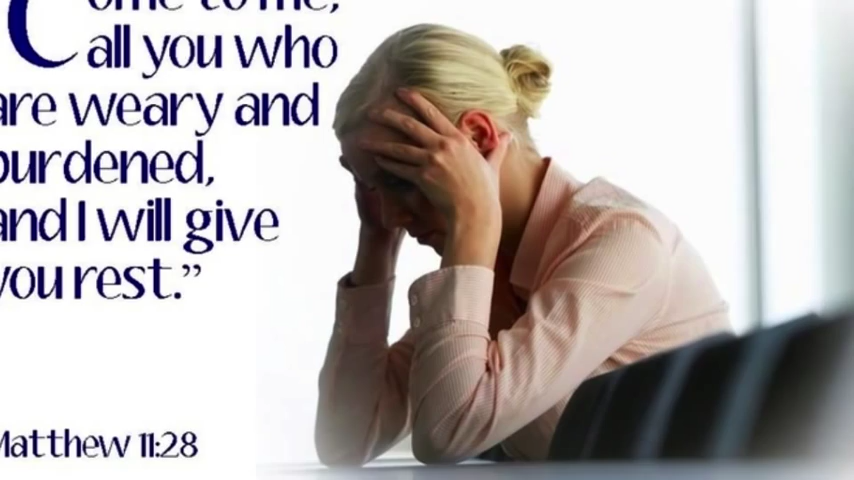 Come to me,
all you who
are weary and
burdened,
and I will give
you rest.”
Matthew 11:28